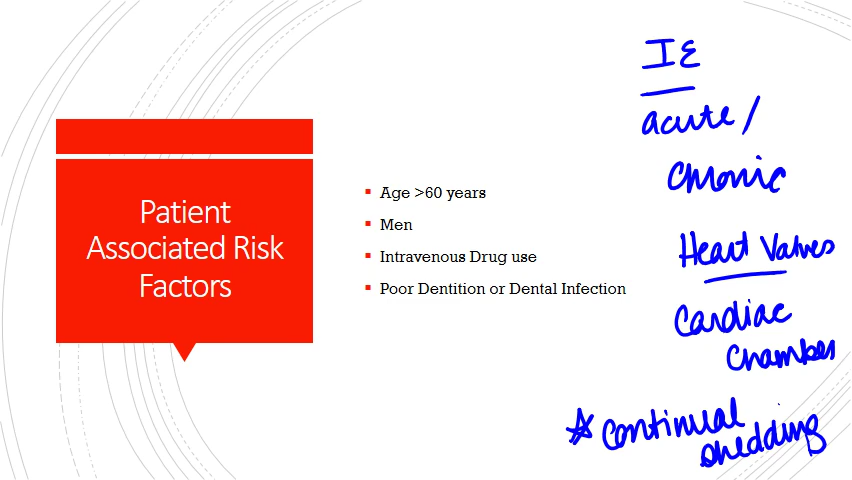 Patient
Associated Risk
Factors
Age >60 years
Men
Intravenous Drug use
Poor Dentition or Dental Infection
IE
acute/
chronic
Heart Valves
Cardiac
Chamber
☆ continual
shedding